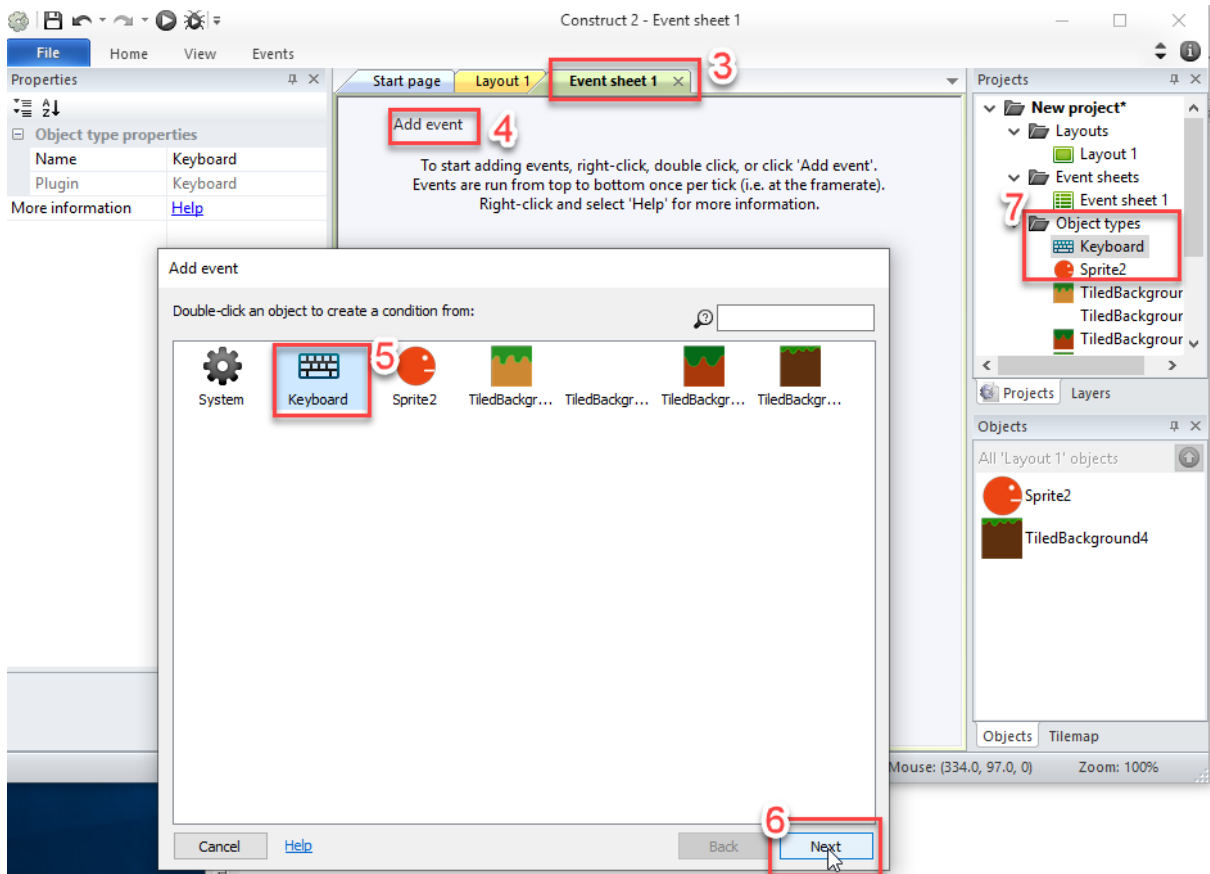 Construct 2 - Event sheet 1
File Home View Events
Properties
Start page Layout 1 Event sheet 1
3
Projects
Object type properties
Name Keyboard
Plugin Keyboard
More information Help
Add event
4
To start adding events, right-click, double click, or click 'Add event'.
Events are run from top to bottom once per tick (i.e. at the framerate).
Right-click and select 'Help' for more information.
New project*
Layouts
Layout 1
Event sheets
Event sheet 1
7
Object types
Keyboard
Sprite2
TiledBackgrour
TiledBackgrour
TiledBackgrour
Projects Layers
Add event
Double-click an object to create a condition from:
5
System Keyboard Sprite2 TiledBackgr... TiledBackgr... TiledBackgr... TiledBackgr...
Objects
All 'Layout 1' objects
Sprite2
TiledBackground4
Objects Tilemap
Mouse: (334.0, 97.0, 0) Zoom: 100%
6
Cancel Help Back Next